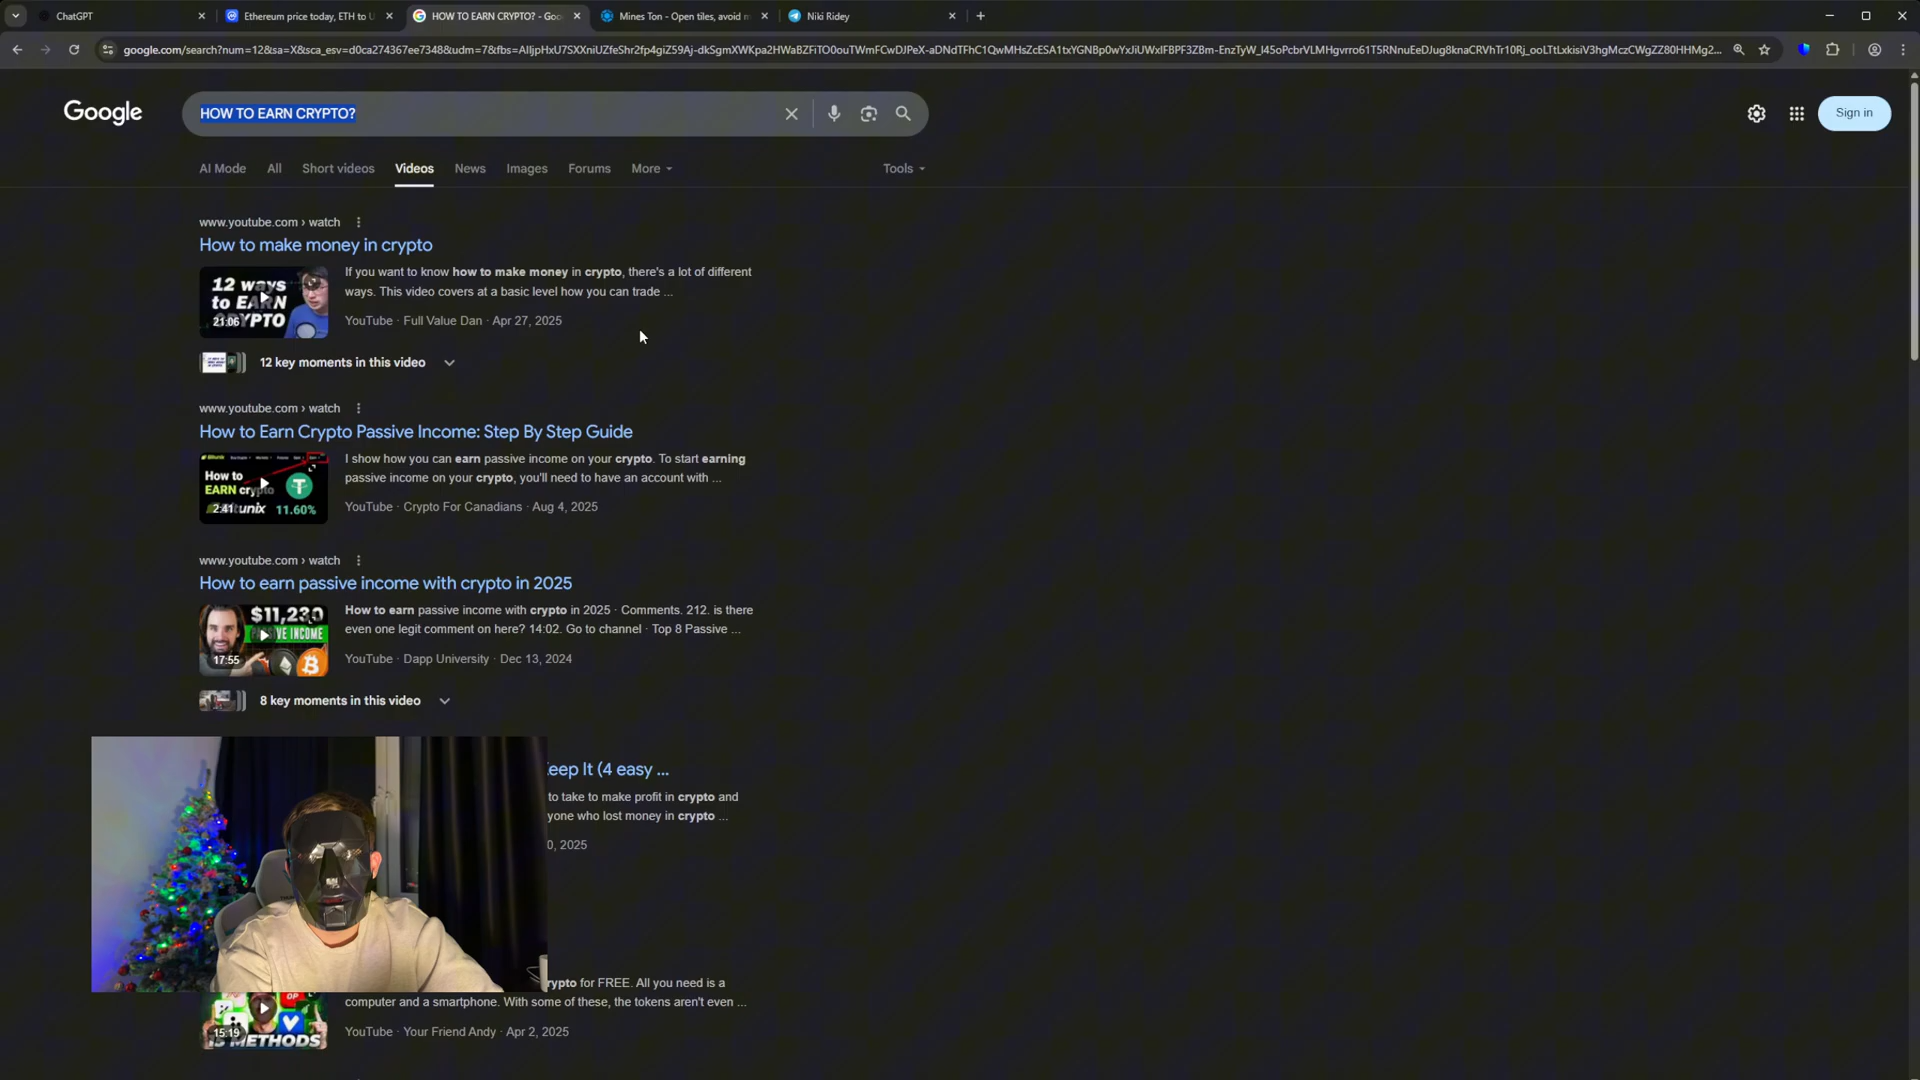 ChatGPT
Ethereum price today, ETH to U
HOW TO EARN CRYPTO? - Goo
Mines Ton - Open tiles, avoid m
Niki Ridey
Google
HOW TO EARN CRYPTO?
Sign in
AI Mode
All
Short videos
Videos
News
Images
Forums
More
Tools
www.youtube.com › watch
How to make money in crypto
12 ways
to EARN
CRYPTO
21:06
If you want to know how to make money in crypto, there's a lot of different
ways. This video covers at a basic level how you can trade ...
YouTube · Full Value Dan · Apr 27, 2025
12 key moments in this video
www.youtube.com › watch
How to Earn Crypto Passive Income: Step By Step Guide
How to
EARN crypto
2:41
11.60%
I show how you can earn passive income on your crypto. To start earning
passive income on your crypto, you'll need to have an account with ...
YouTube · Crypto For Canadians · Aug 4, 2025
www.youtube.com › watch
How to earn passive income with crypto in 2025
$11,230
INCOME
17:55
How to earn passive income with crypto in 2025 · Comments. 212. is there
even one legit comment on here? 14:02. Go to channel · Top 8 Passive ...
YouTube · Dapp University · Dec 13, 2024
8 key moments in this video
Keep It (4 easy ...
to take to make profit in crypto and
yone who lost money in crypto ...
0, 2025
rypto for FREE. All you need is a
computer and a smartphone. With some of these, the tokens aren't even ...
OP
15:19
METHODS
YouTube · Your Friend Andy · Apr 2, 2025